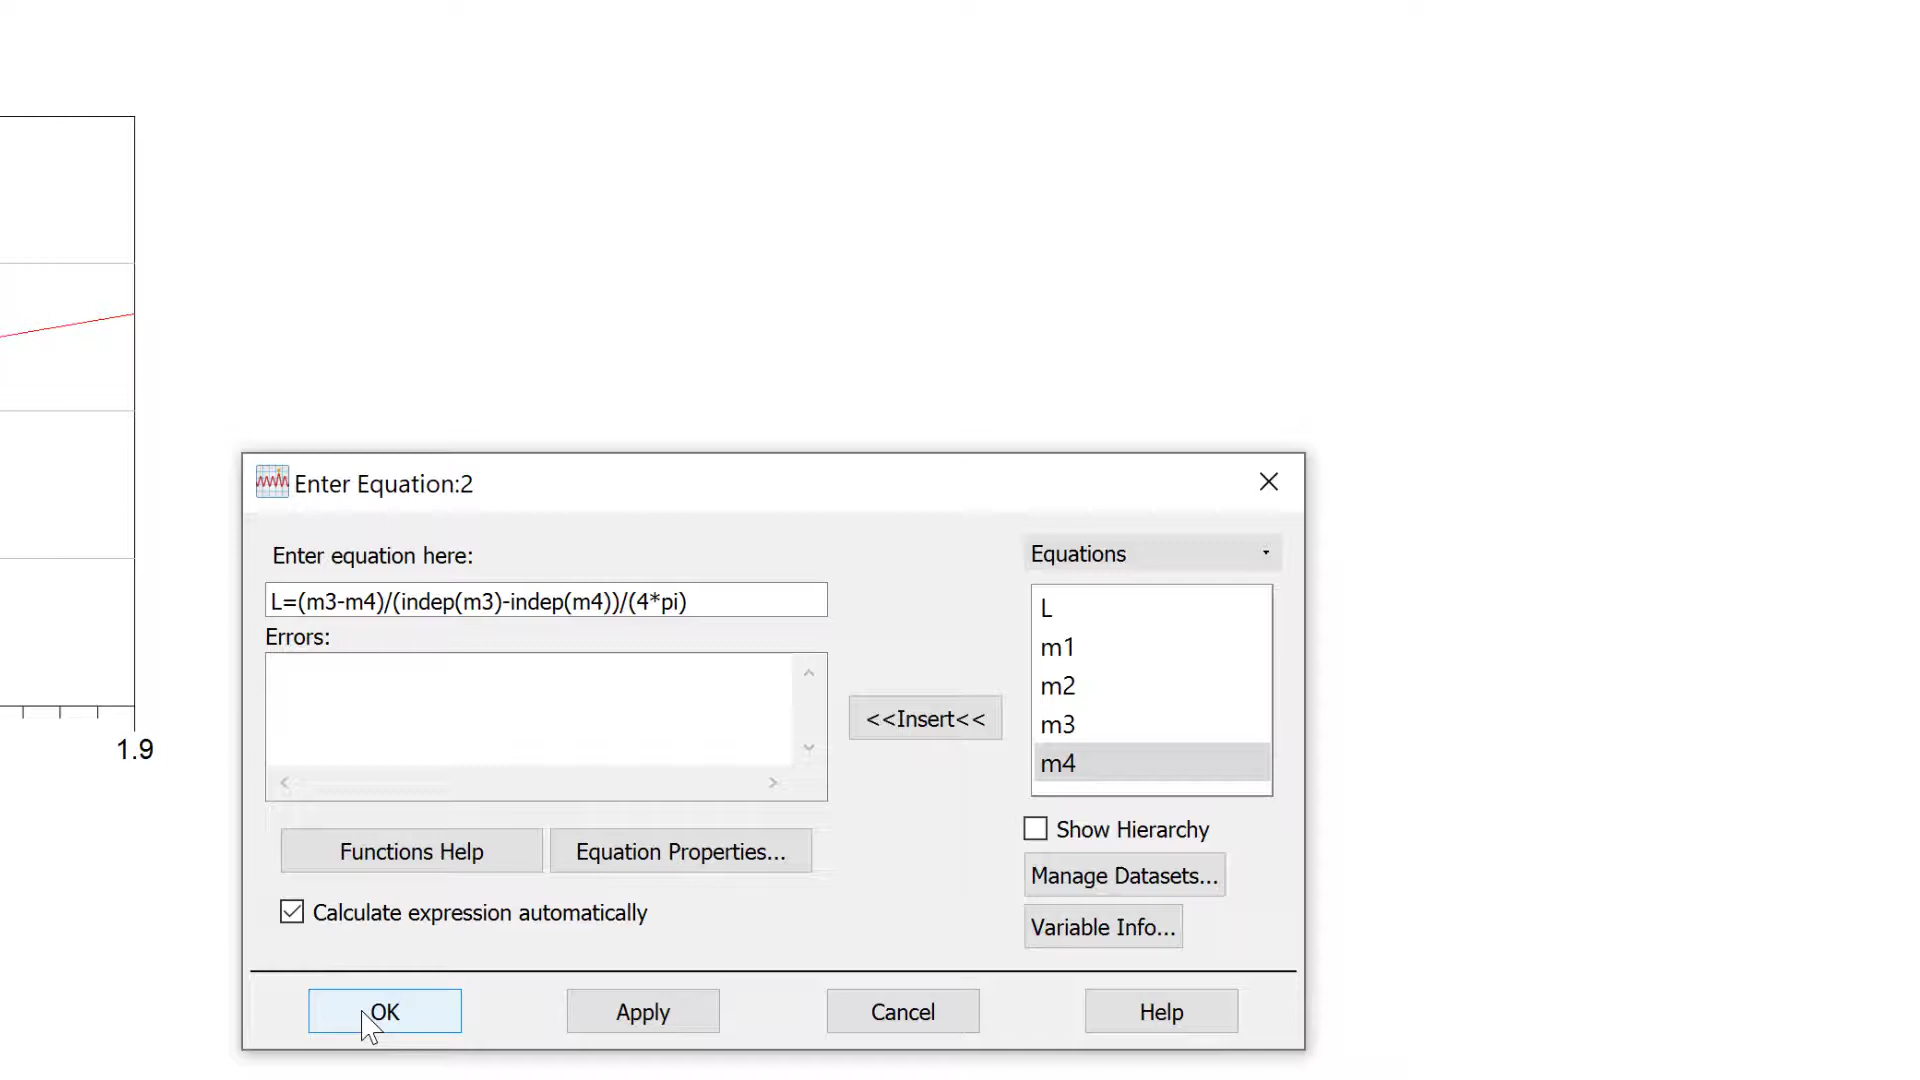 1.9
Enter Equation:2
Enter equation here:
L=(m3-m4)/(indep(m3)-indep(m4))/(4*pi)
Errors:
<<Insert<<
Equations
L
m1
m2
m3
m4
Show Hierarchy
Manage Datasets...
Variable Info...
Functions Help
Equation Properties...
Calculate expression automatically
OK
Apply
Cancel
Help